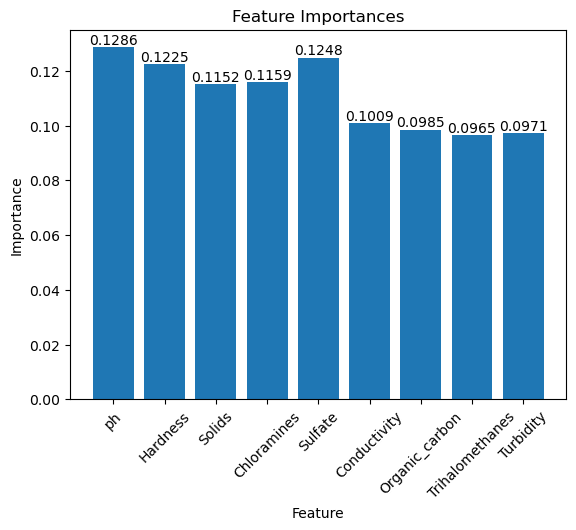 Feature Importances
0.1286
0.1225
0.1152
0.1159
0.1248
0.1009
0.0985
0.0965
0.0971
Importance
0.12
0.10
0.08
0.06
0.04
0.02
0.00
ph
Hardness
Solids
Chloramines
Sulfate
Conductivity
Organic_carbon
Trihalomethanes
Turbidity
Feature